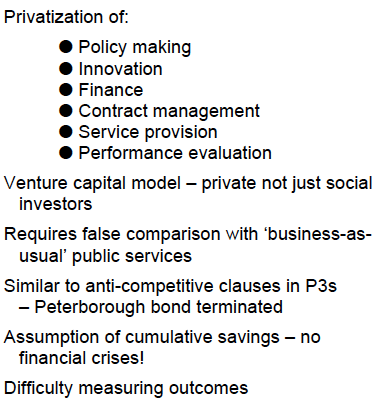 Privatization of:
● Policy making
● Innovation
● Finance
● Contract management
● Service provision
● Performance evaluation
Venture capital model – private not just social
investors
Requires false comparison with ‘business-as-
usual’ public services
Similar to anti-competitive clauses in P3s
– Peterborough bond terminated
Assumption of cumulative savings – no
financial crises!
Difficulty measuring outcomes